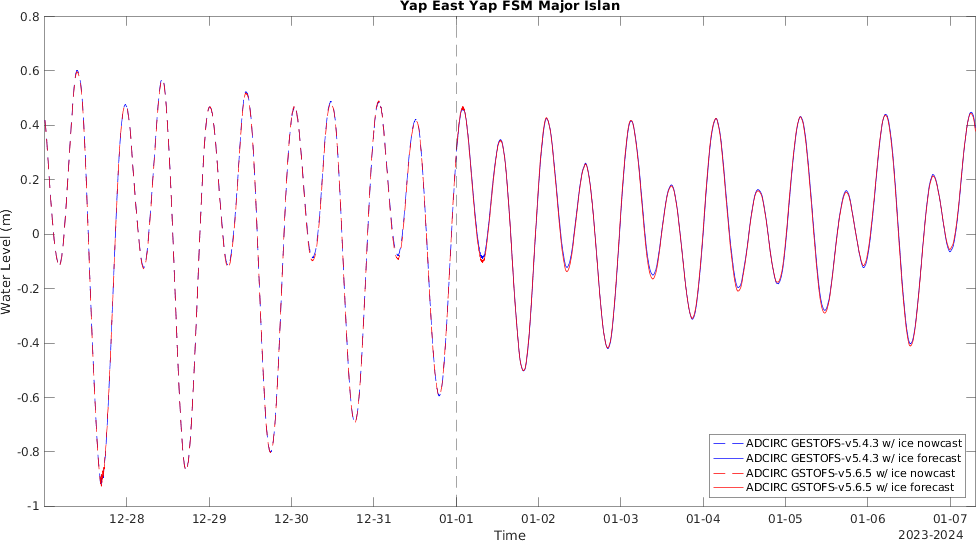 Yap East Yap FSM Major Islan
0.8
0.6
0.4
0.2
0
-0.2
-0.4
-0.6
-0.8
-1
Water Level (m)
ADCIRC GESTOFS-v5.4.3 w/ ice nowcast
ADCIRC GESTOFS-v5.4.3 w/ ice forecast
ADCIRC GSTOFS-v5.6.5 w/ ice nowcast
ADCIRC GSTOFS-v5.6.5 w/ ice forecast
12-28 12-29 12-30 12-31 01-01 01-02 01-03 01-04 01-05 01-06 01-07
Time
2023-2024